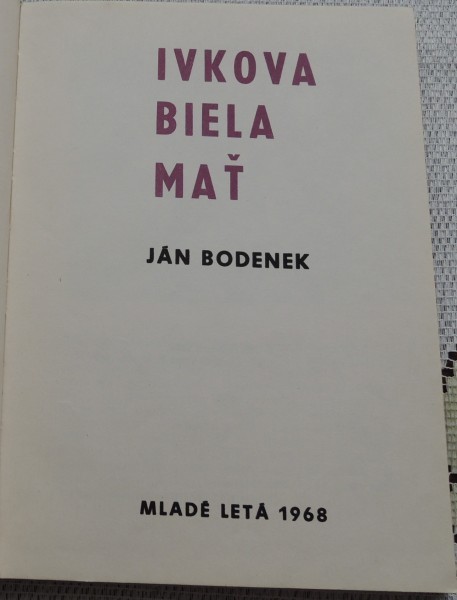 IVKOVA
BIELA
MAŤ
JÁN BODENEK
MLADÉ LETÁ 1968